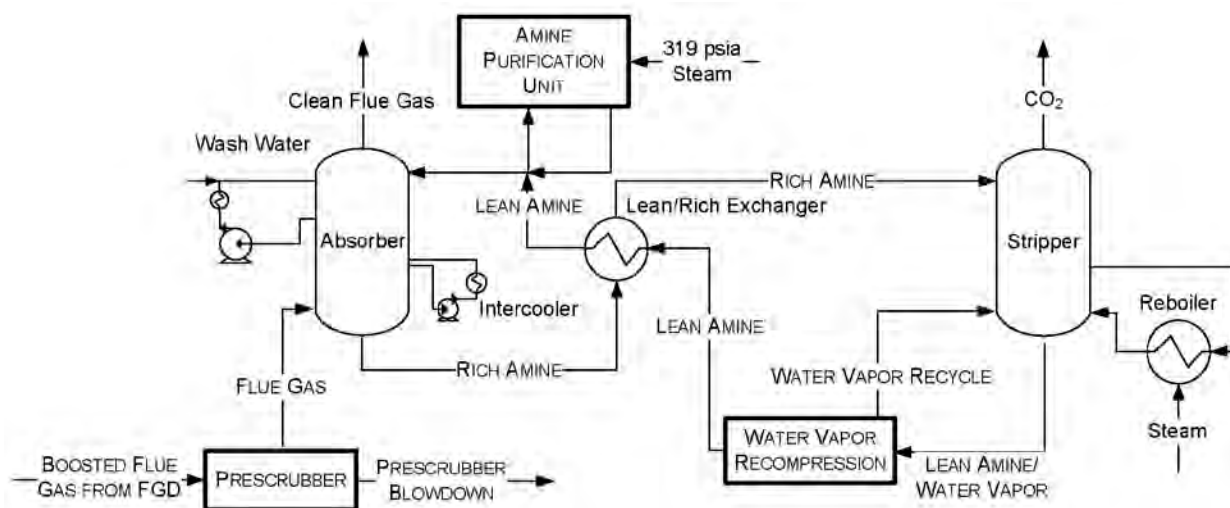 AMINE
PURIFICATION
UNIT
319 psia
Steam
Clean Flue Gas
CO2
Wash Water
RICH AMINE
LEAN AMINE
Lean/Rich Exchanger
Absorber
Stripper
Intercooler
Reboiler
LEAN AMINE
RICH AMINE
FLUE GAS
WATER VAPOR RECYCLE
Steam
WATER VAPOR
RECOMPRESSION
LEAN AMINE/
WATER VAPOR
BOOSTED FLUE
GAS FROM FGD
PRESCRUBBER
PRESCRUBBER
BLOWDOWN